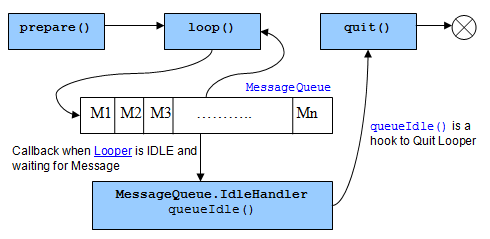 prepare()
loop()
quit()
MessageQueue
M1 M2 M3 ........... Mn
Callback when Looper is IDLE and
waiting for Message
queueIdle() is a
hook to Quit Looper
MessageQueue.IdleHandler
queueIdle()